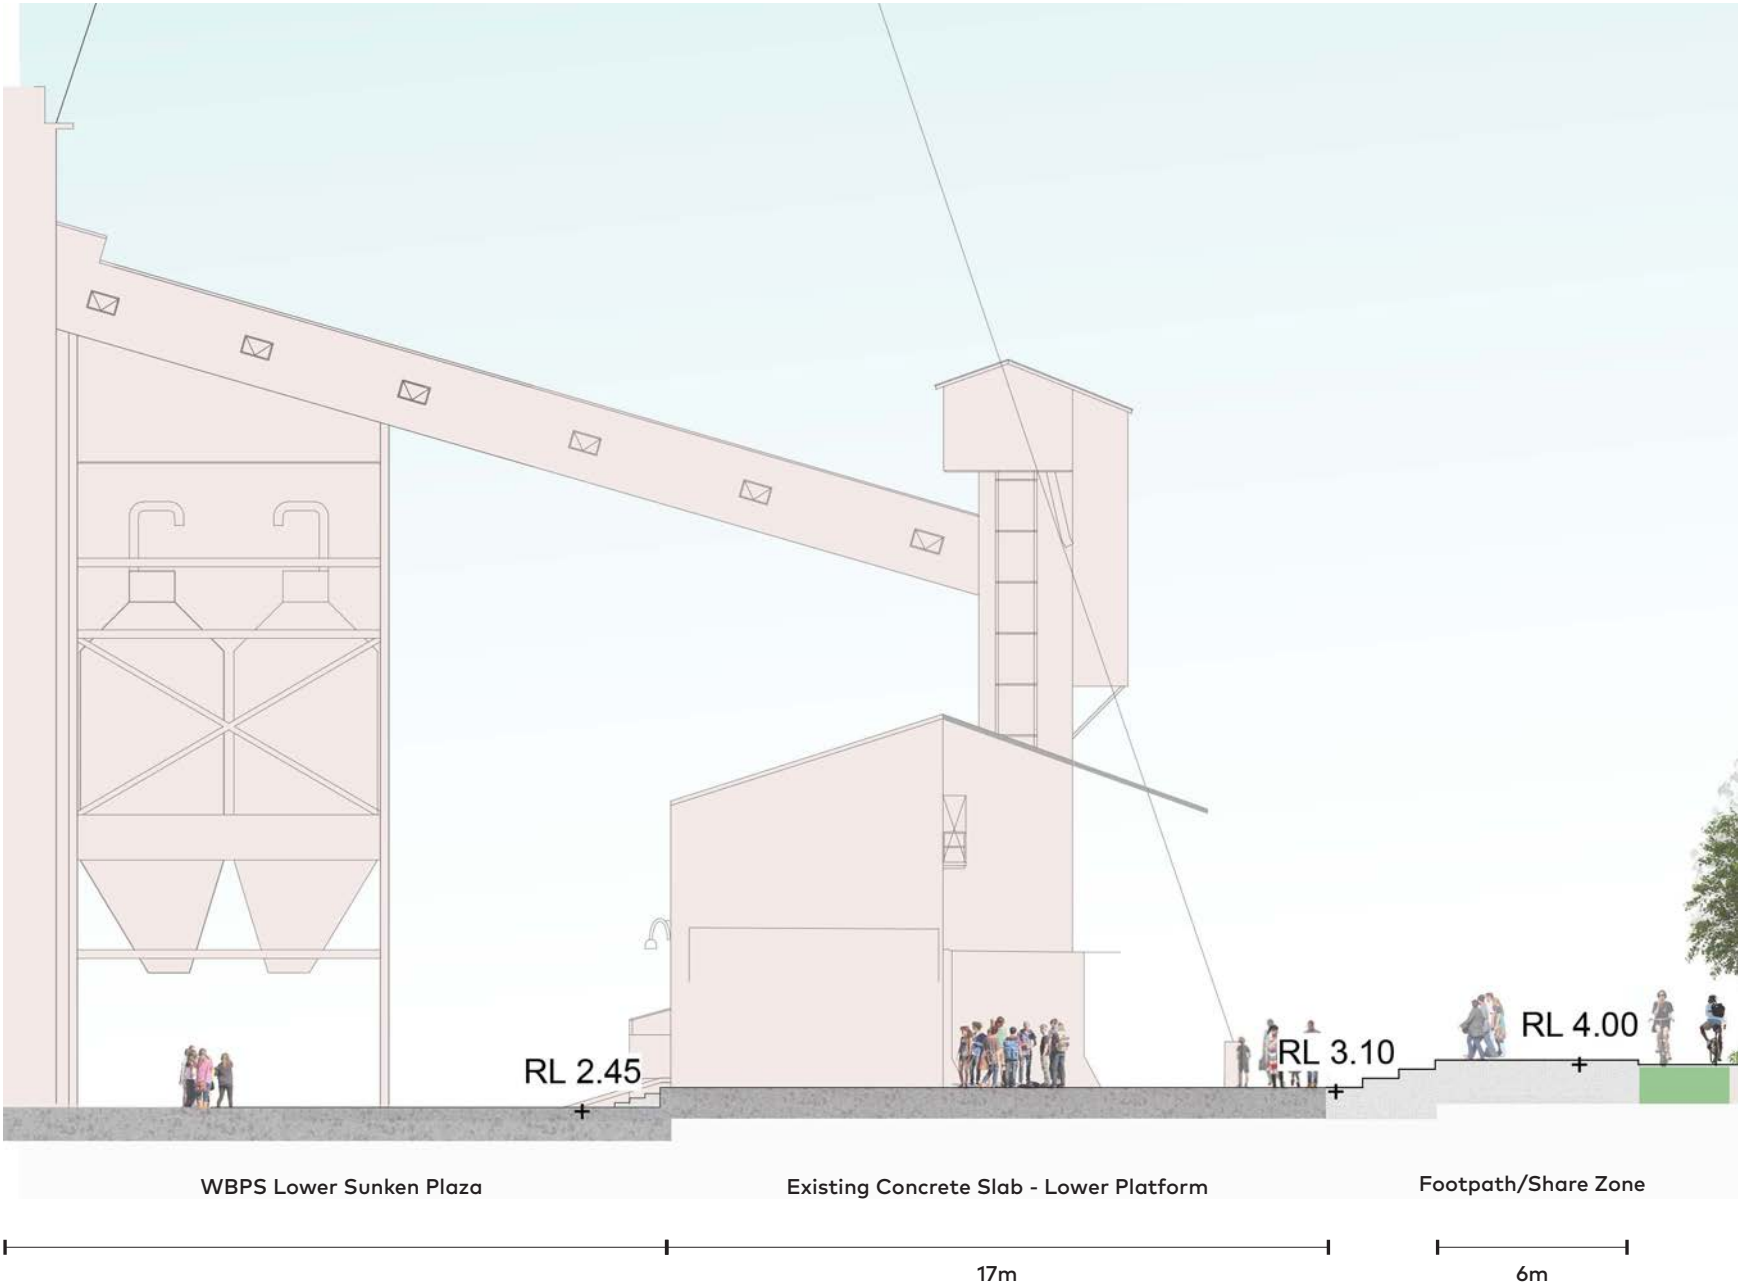 RL 4.00
RL 3.10
RL 2.45
WBPS Lower Sunken Plaza
Existing Concrete Slab - Lower Platform
Footpath/Share Zone
17m
6m